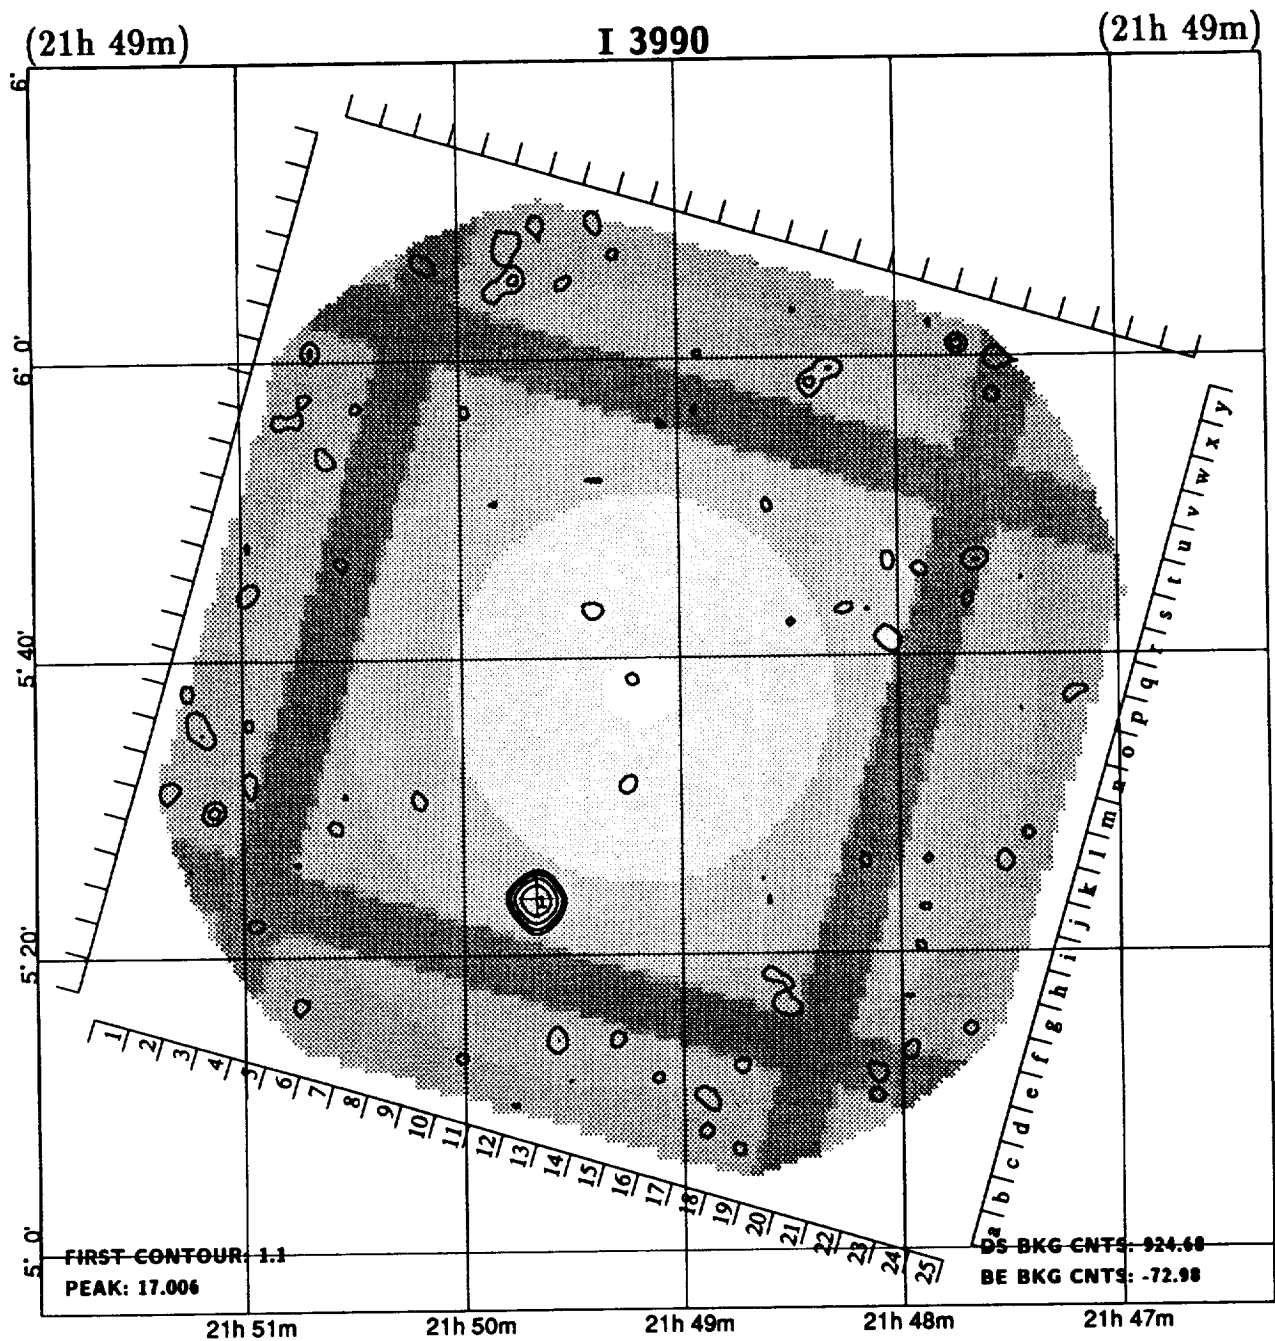 (21h 49m) I 3990 (21h 49m)
6°
6° 0'
5° 40'
5° 20'
5° 0'
y
x
w
v
u
t
s
r
q
p
o
n
m
l
k
j
i
h
g
f
e
d
c
b
a
1 2 3 4 5 6 7 8 9 10 11 12 13 14 15 16 17 18 19 20 21 22 23 24 25
FIRST CONTOUR: 1.1
PEAK: 17.006
DS BKG CNTS: 924.68
BE BKG CNTS: -72.98
21h 51m 21h 50m 21h 49m 21h 48m 21h 47m